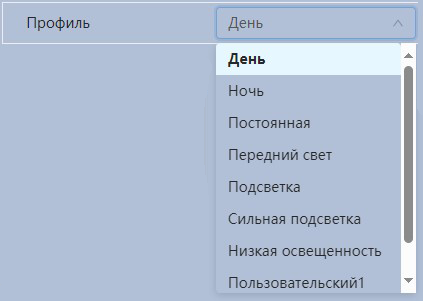 Профиль День
День
Ночь
Постоянная
Передний свет
Подсветка
Сильная подсветка
Низкая освещенность
Пользовательский1